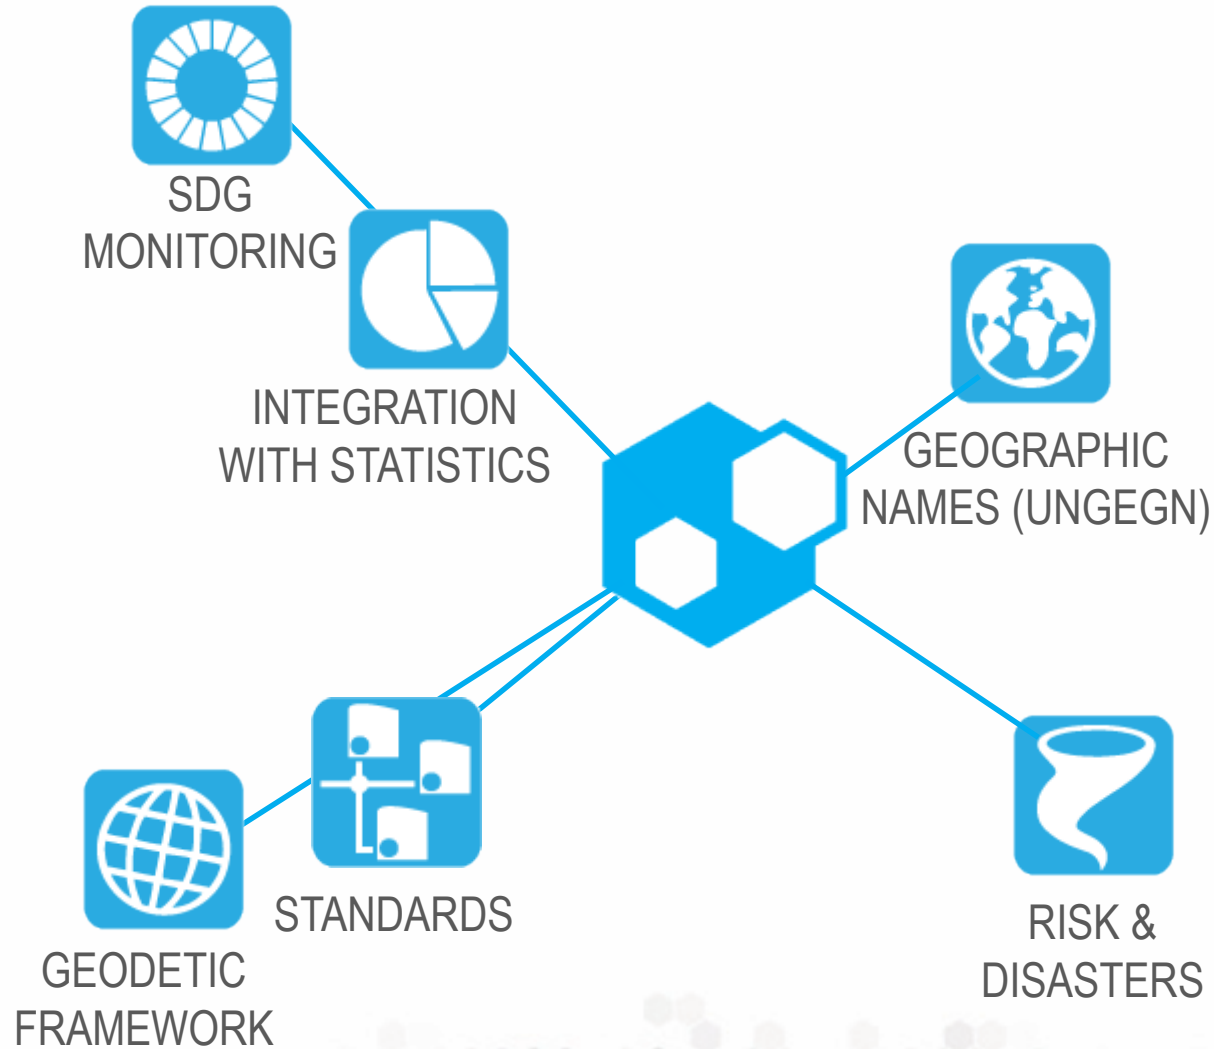 SDG
MONITORING
INTEGRATION
WITH STATISTICS
GEOGRAPHIC
NAMES (UNGEGN)
STANDARDS
GEODETIC
FRAMEWORK
RISK &
DISASTERS